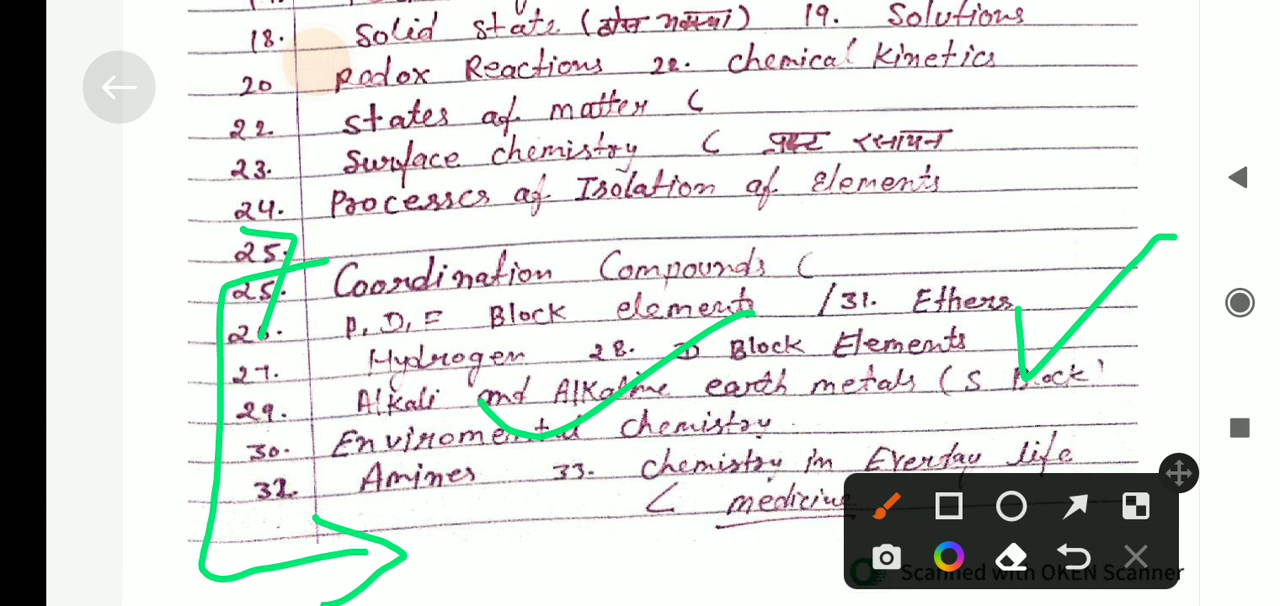 18. Solid state (ठोस अवस्था) 19. Solutions
20 Redox Reactions 22. chemical Kinetics
22. States of matter (
23. Surface chemistry ( पृष्ट रसायन
24. Processes of Isolation of Elements
25.
25. Coordination Compounds (
26. P, D, F Block elements /31. Ethers
27. Hydrogen 28. D Block Elements
29. Alkali and Alkaline earth metals (S Block)
30. Enviromental chemistry
32. Amines 33. chemistry in Everyday life
( medicine
Scanned with OKEN Scanner